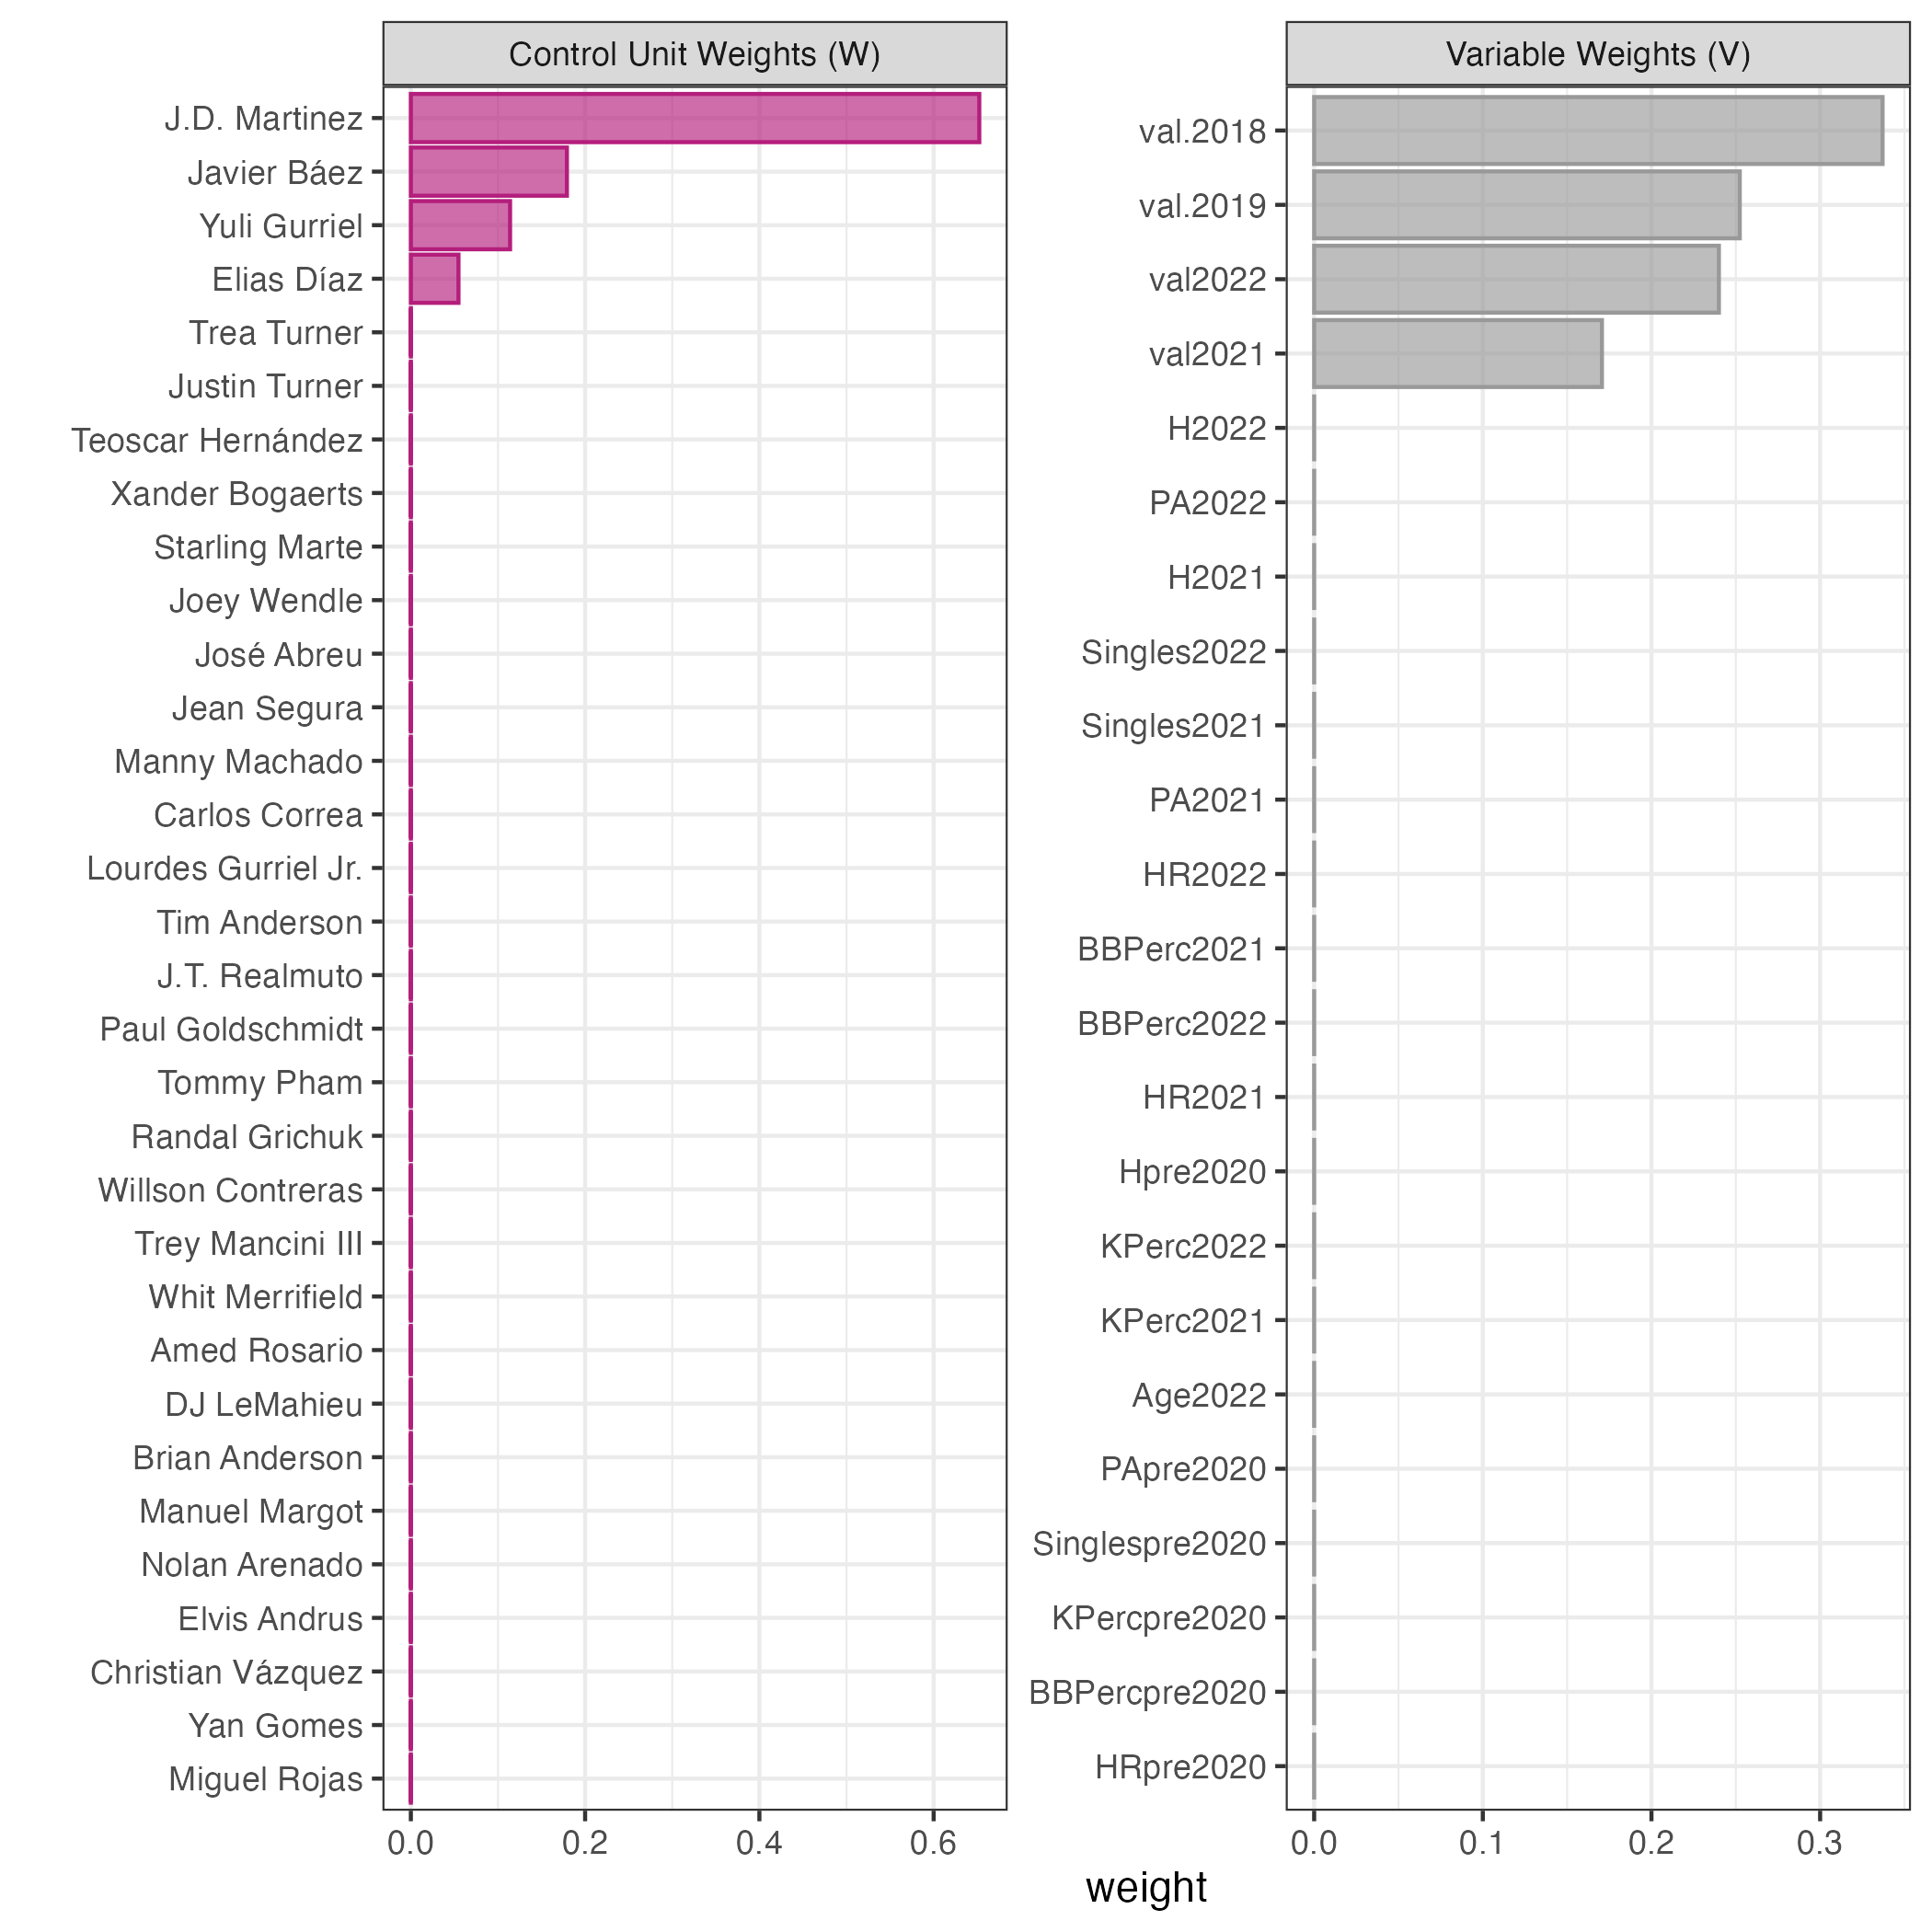 Control Unit Weights (W)
J.D. Martinez
Javier Báez
Yuli Gurriel
Elias Díaz
Trea Turner
Justin Turner
Teoscar Hernández
Xander Bogaerts
Starling Marte
Joey Wendle
José Abreu
Jean Segura
Manny Machado
Carlos Correa
Lourdes Gurriel Jr.
Tim Anderson
J.T. Realmuto
Paul Goldschmidt
Tommy Pham
Randal Grichuk
Willson Contreras
Trey Mancini III
Whit Merrifield
Amed Rosario
DJ LeMahieu
Brian Anderson
Manuel Margot
Nolan Arenado
Elvis Andrus
Christian Vázquez
Yan Gomes
Miguel Rojas
0.0 0.2 0.4 0.6
Variable Weights (V)
val.2018
val.2019
val2022
val2021
H2022
PA2022
H2021
Singles2022
Singles2021
PA2021
HR2022
BBPerc2021
BBPerc2022
HR2021
Hpre2020
KPerc2022
KPerc2021
Age2022
PApre2020
Singlespre2020
KPercpre2020
BBPercpre2020
HRpre2020
0.0 0.1 0.2 0.3
weight